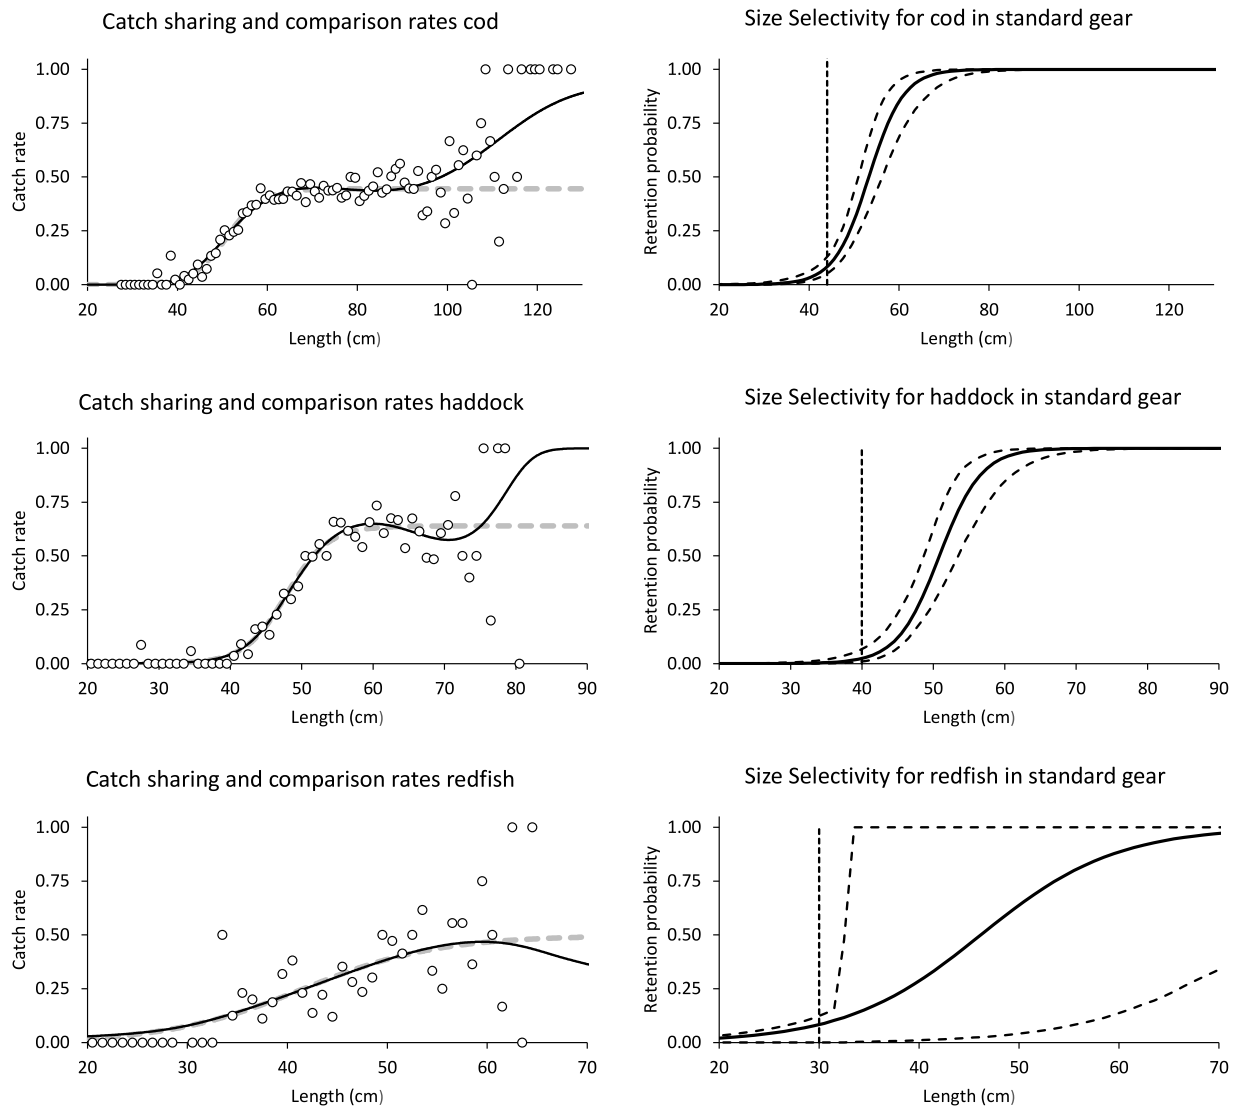 Catch sharing and comparison rates cod
Catch rate
1.00
0.75
0.50
0.25
0.00
20 40 60 80 100 120
Length (cm)
Size Selectivity for cod in standard gear
Retention probability
1.00
0.75
0.50
0.25
0.00
20 40 60 80 100 120
Length (cm)
Catch sharing and comparison rates haddock
Catch rate
1.00
0.75
0.50
0.25
0.00
20 30 40 50 60 70 80 90
Length (cm)
Size Selectivity for haddock in standard gear
Retention probability
1.00
0.75
0.50
0.25
0.00
20 30 40 50 60 70 80 90
Length (cm)
Catch sharing and comparison rates redfish
Catch rate
1.00
0.75
0.50
0.25
0.00
20 30 40 50 60 70
Length (cm)
Size Selectivity for redfish in standard gear
Retention probability
1.00
0.75
0.50
0.25
0.00
20 30 40 50 60 70
Length (cm)